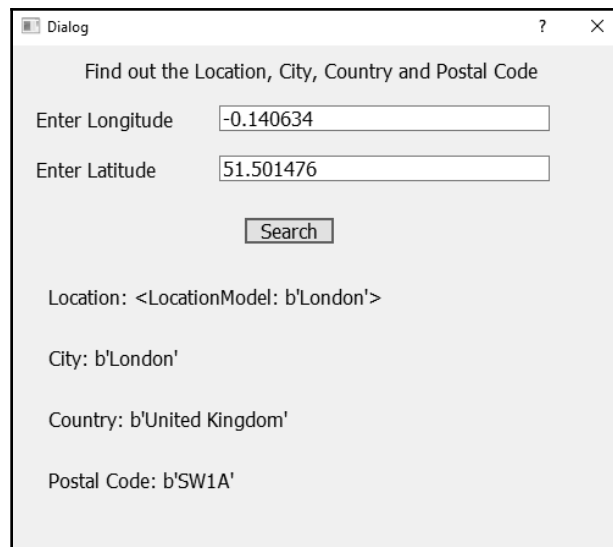 Dialog ? ×
Find out the Location, City, Country and Postal Code
Enter Longitude -0.140634
Enter Latitude 51.501476
Search
Location: <LocationModel: b'London'>
City: b'London'
Country: b'United Kingdom'
Postal Code: b'SW1A'